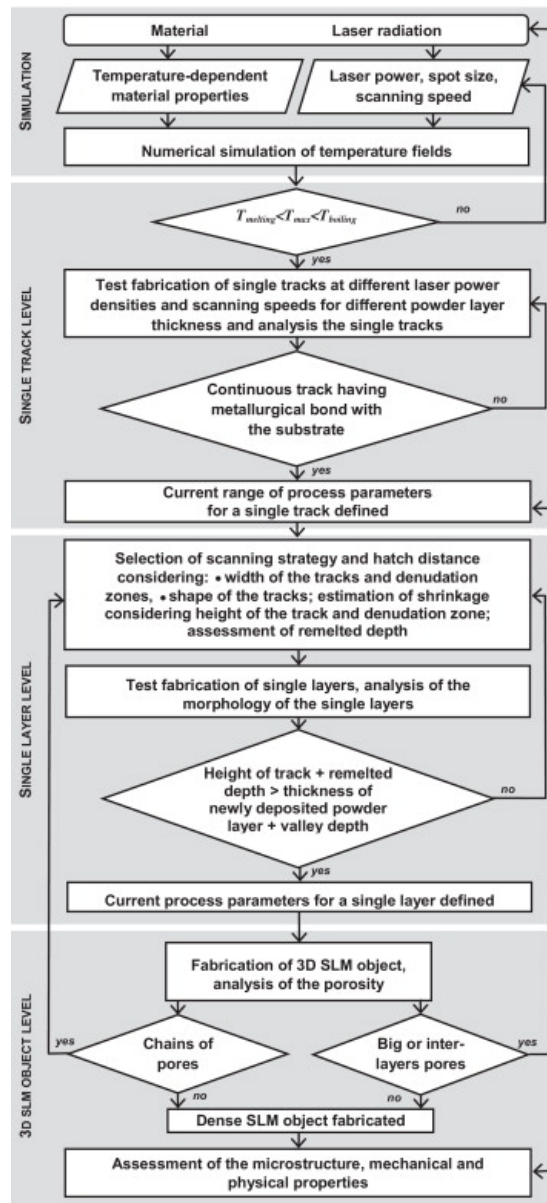 SIMULATION
Material
Laser radiation
Temperature-dependent
material properties
Laser power, spot size,
scanning speed
Numerical simulation of temperature fields
SINGLE TRACK LEVEL
Tmelting<Tmax<Tboiling
no
yes
Test fabrication of single tracks at different laser power
densities and scanning speeds for different powder layer
thickness and analysis the single tracks
Continuous track having
metallurgical bond with
the substrate
no
yes
Current range of process parameters
for a single track defined
SINGLE LAYER LEVEL
Selection of scanning strategy and hatch distance
considering: • width of the tracks and denudation
zones, • shape of the tracks; estimation of shrinkage
considering height of the track and denudation zone;
assessment of remelted depth
Test fabrication of single layers, analysis of the
morphology of the single layers
Height of track + remelted
depth > thickness of
newly deposited powder
layer + valley depth
no
yes
Current process parameters for a single layer defined
3D SLM OBJECT LEVEL
Fabrication of 3D SLM object,
analysis of the porosity
yes
Chains of
pores
Big or inter-
layers pores
yes
no
no
Dense SLM object fabricated
Assessment of the microstructure, mechanical and
physical properties